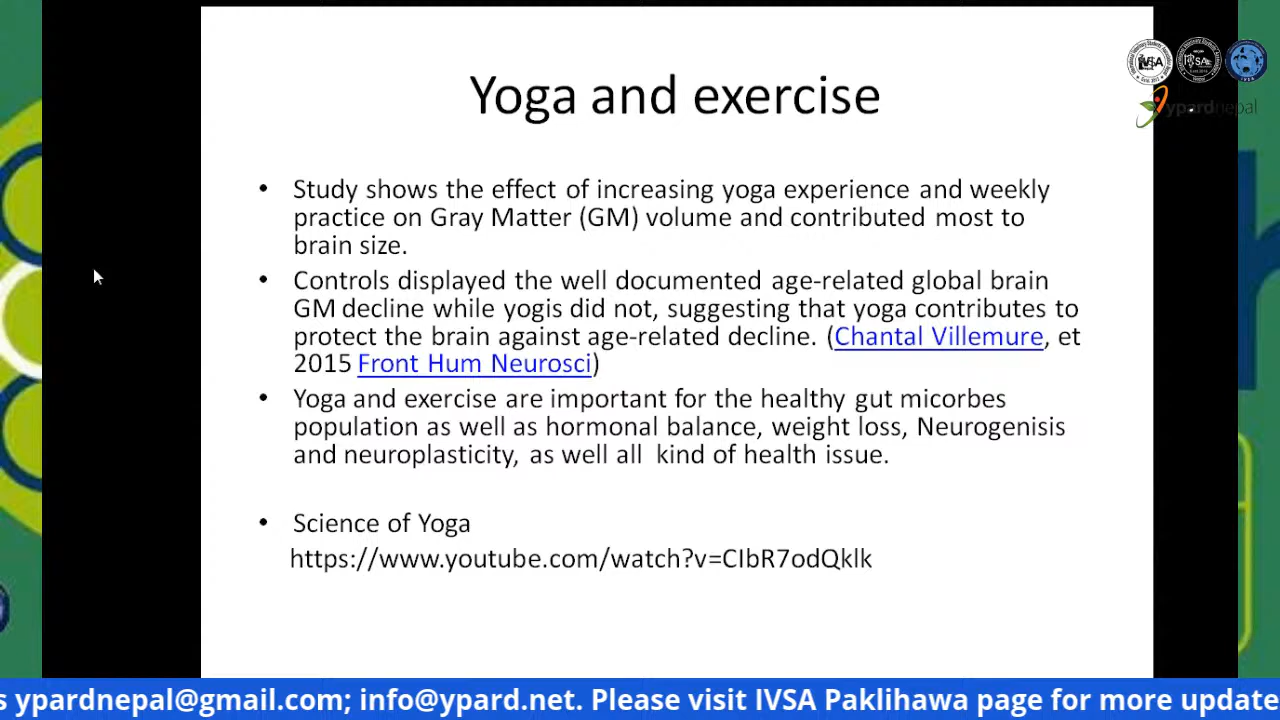 Yoga and exercise
• Study shows the effect of increasing yoga experience and weekly
practice on Gray Matter (GM) volume and contributed most to
brain size.
• Controls displayed the well documented age-related global brain
GM decline while yogis did not, suggesting that yoga contributes to
protect the brain against age-related decline. (Chantal Villemure, et
2015 Front Hum Neurosci)
• Yoga and exercise are important for the healthy gut micorbes
population as well as hormonal balance, weight loss, Neurogenisis
and neuroplasticity, as well all kind of health issue.
• Science of Yoga
https://www.youtube.com/watch?v=CIbR7odQklk
IVSA
ypardnepal
s ypardnepal@gmail.com; info@ypard.net. Please visit IVSA Paklihawa page for more update